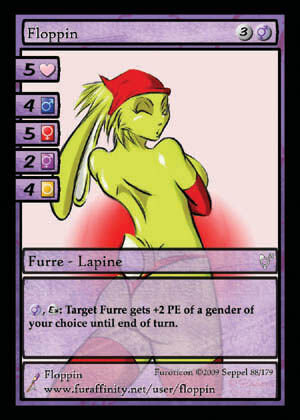 Floppin
3
5
4
5
2
4
Furre - Lapine
, Ex: Target Furre gets +2 PE of a gender of
your choice until end of turn.
Floppin
Furoticon ©2009 Seppel 88/179
www.furaffinity.net/user/floppin